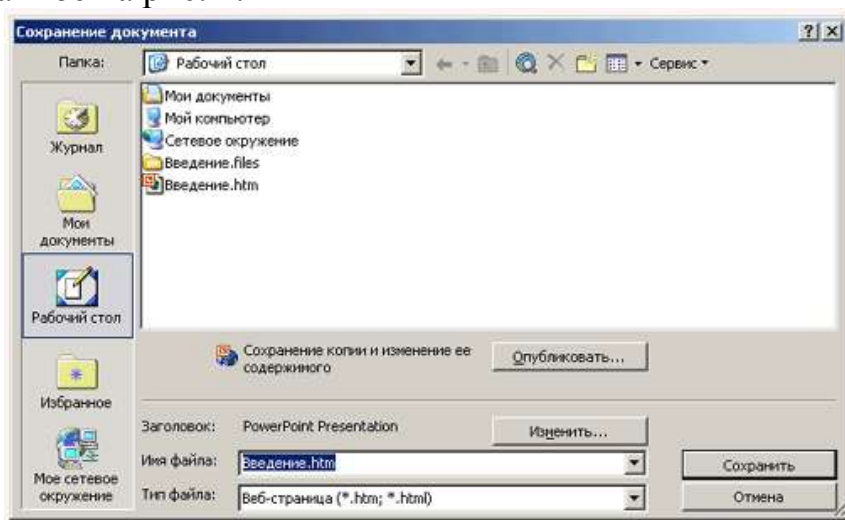 Сохранение документа
Папка:
Рабочий стол
Сервис
Журнал
Мои
документы
Рабочий стол
Избранное
Мое сетевое
окружение
Мои документы
Мой компьютер
Сетевое окружение
Введение.files
Введение.htm
Сохранение копии и изменение ее
содержимого
Опубликовать...
Заголовок:
PowerPoint Presentation
Изменить...
Имя файла:
Введение.htm
Сохранить
Тип файла:
Веб-страница (*.htm; *.html)
Отмена